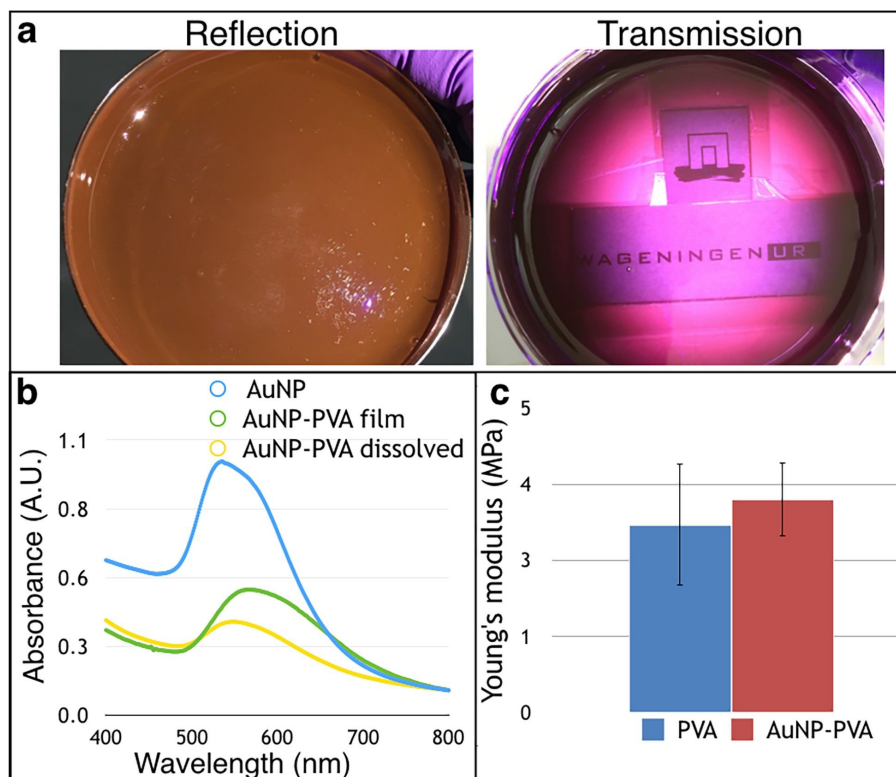 a
Reflection
Transmission
WAGENINGEN UR
b
AuNP
AuNP-PVA film
AuNP-PVA dissolved
Absorbance (A.U.)
1.1
0.8
0.6
0.3
0.0
400
500
600
700
800
Wavelength (nm)
c
Young's modulus (MPa)
5
4
3
1
0
PVA
AuNP-PVA